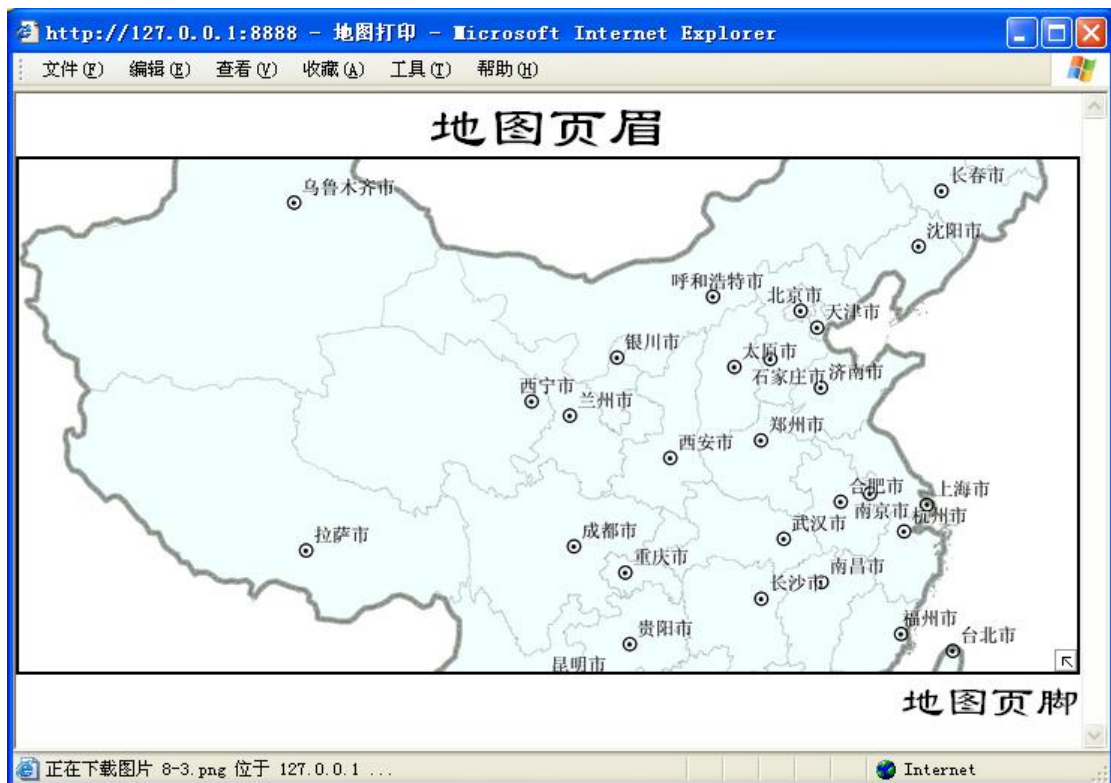 http://127.0.0.1:8888 - 地图打印 - Microsoft Internet Explorer
文件(F) 编辑(E) 查看(V) 收藏(A) 工具(T) 帮助(H)
地图页眉
乌鲁木齐市
长春市
沈阳市
呼和浩特市
北京市
天津市
银川市
太原市
石家庄市
济南市
西宁市
兰州市
郑州市
西安市
合肥市
上海市
南京市
杭州市
武汉市
拉萨市
成都市
重庆市
南昌市
长沙市
贵阳市
福州市
台北市
昆明市
地图页脚
正在下载图片 8-3.png 位于 127.0.0.1 ...
Internet